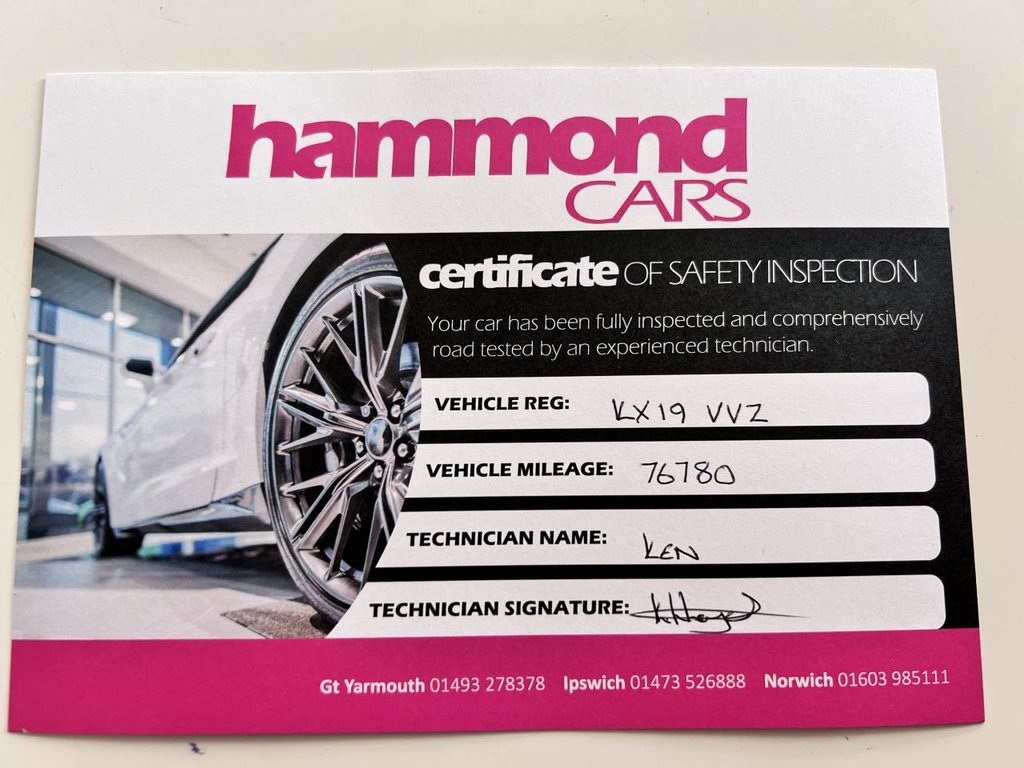 hammond
CARS
certificate OF SAFETY INSPECTION
Your car has been fully inspected and comprehensively
road tested by an experienced technician.
VEHICLE REG: KX19 VVZ
VEHICLE MILEAGE: 76780
TECHNICIAN NAME: KEN
TECHNICIAN SIGNATURE:
Gt Yarmouth 01493 278378 Ipswich 01473 526888 Norwich 01603 985111